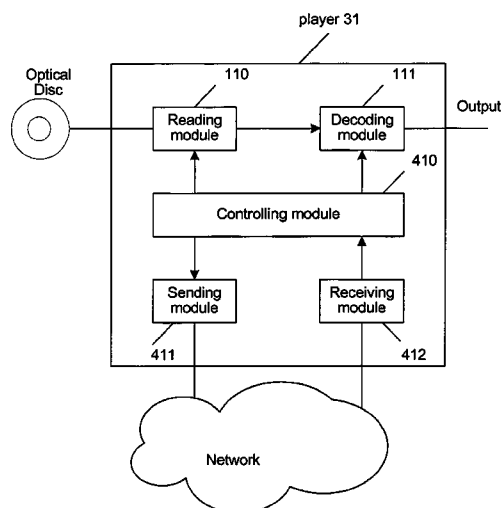 player 31
Optical
Disc
110
111
Output
Reading
module
Decoding
module
410
Controlling module
Sending
module
Receiving
module
411
412
Network